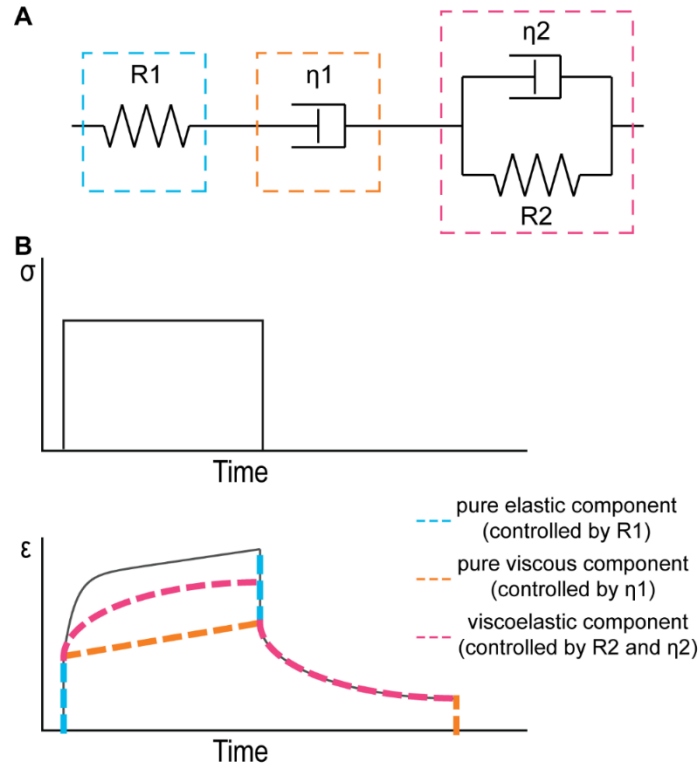 A
R1
η1
η2
R2
B
σ
Time
ε
pure elastic component
(controlled by R1)
pure viscous component
(controlled by η1)
viscoelastic component
(controlled by R2 and η2)
Time